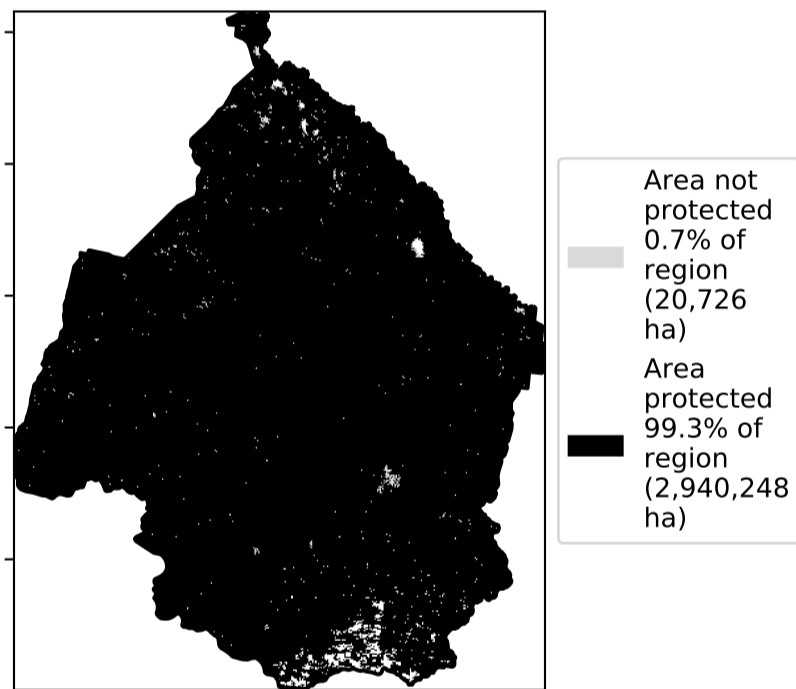 Area not
protected
0.7% of
region
(20,726
ha)
Area
protected
99.3% of
region
(2,940,248
ha)